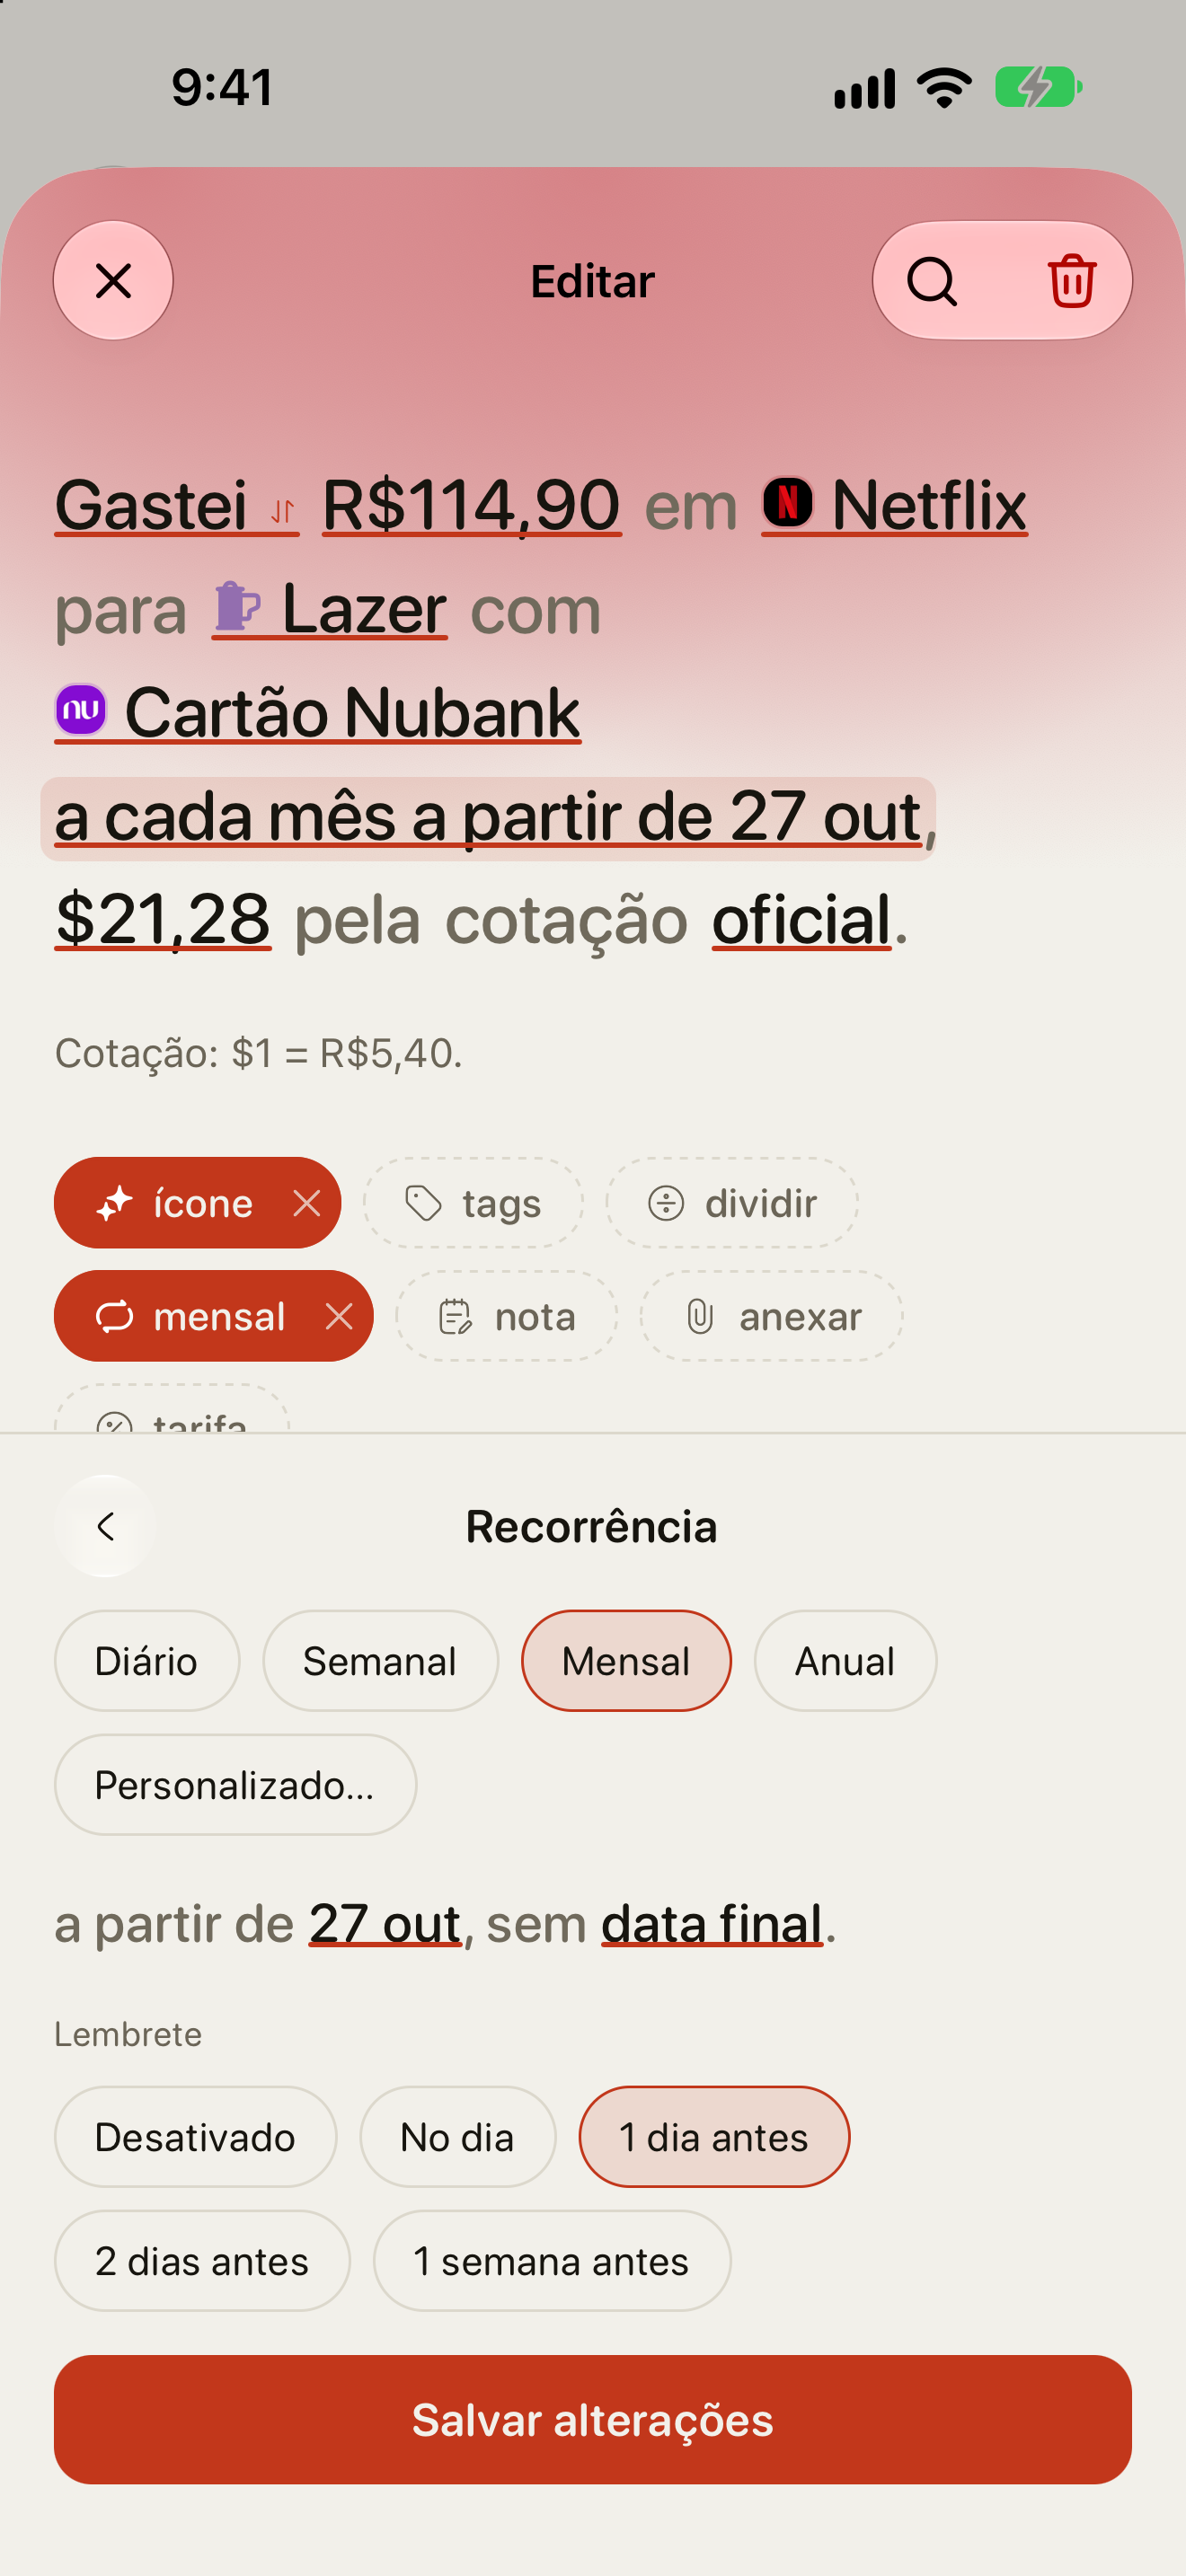 9:41
Editar
Gastei R$114,90 em Netflix
para Lazer com
nu Cartão Nubank
a cada mês a partir de 27 out,
$21,28 pela cotação oficial.
Cotação: $1 = R$5,40.
ícone tags dividir
mensal nota anexar
tarifa
Recorrência
Diário Semanal Mensal Anual
Personalizado...
a partir de 27 out, sem data final.
Lembrete
Desativado No dia 1 dia antes
2 dias antes 1 semana antes
Salvar alterações